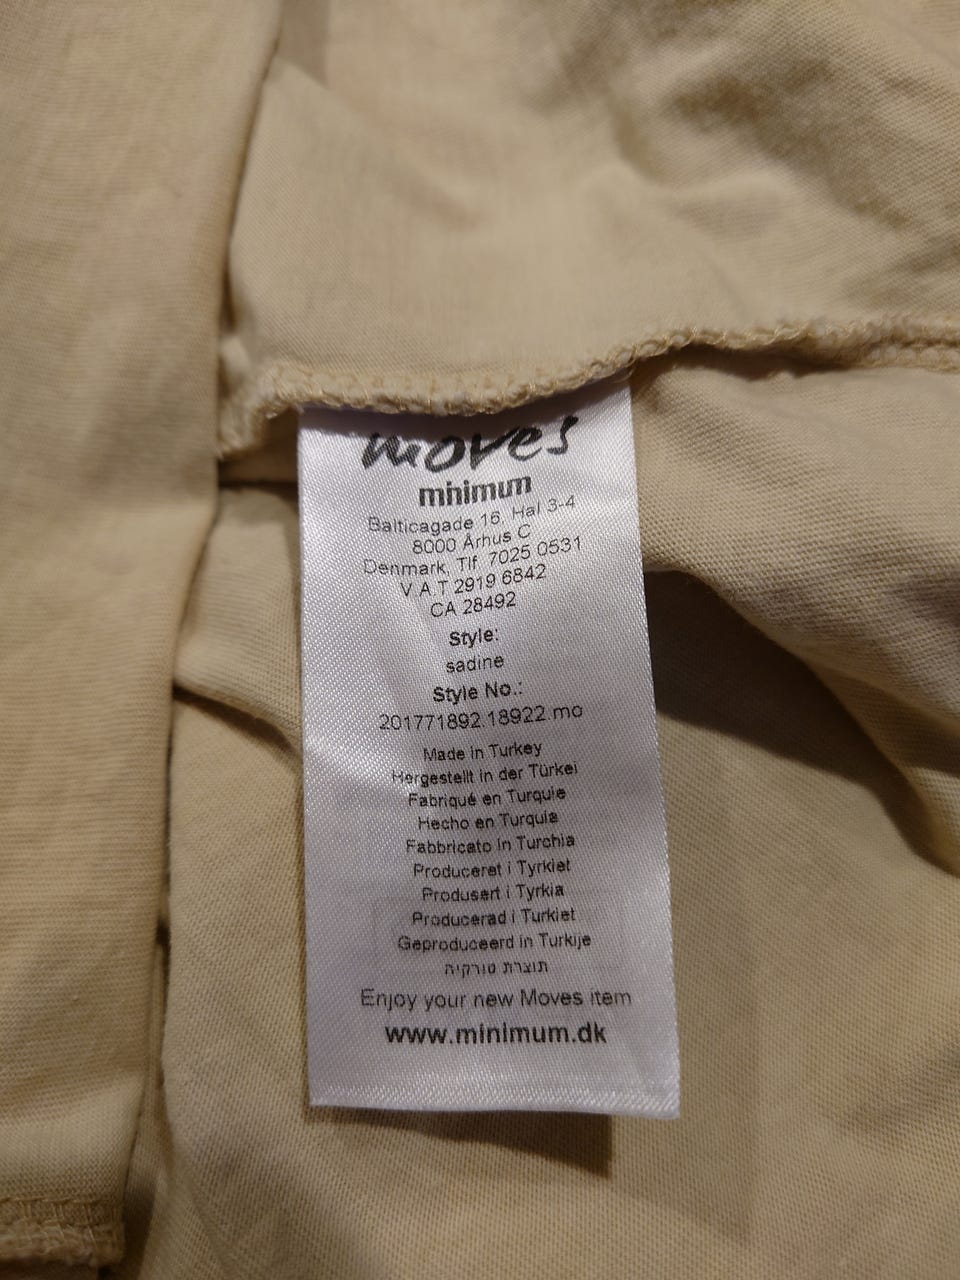 moves
minimum
Balticagade 16, Hal 3-4
8000 Århus C
Denmark, Tlf 7025 0531
V A T 2919 6842
CA 28492
Style:
sadine
Style No.:
201771892.18922.mo
Made in Turkey
Hergestellt in der Türkei
Fabriqué en Turquie
Hecho en Turquia
Fabbricato in Turchia
Produceret i Tyrkiet
Produsert i Tyrkia
Producerad i Turkiet
Geproduceerd in Turkije
תוצרת טורקיה
Enjoy your new Moves item
www.minimum.dk